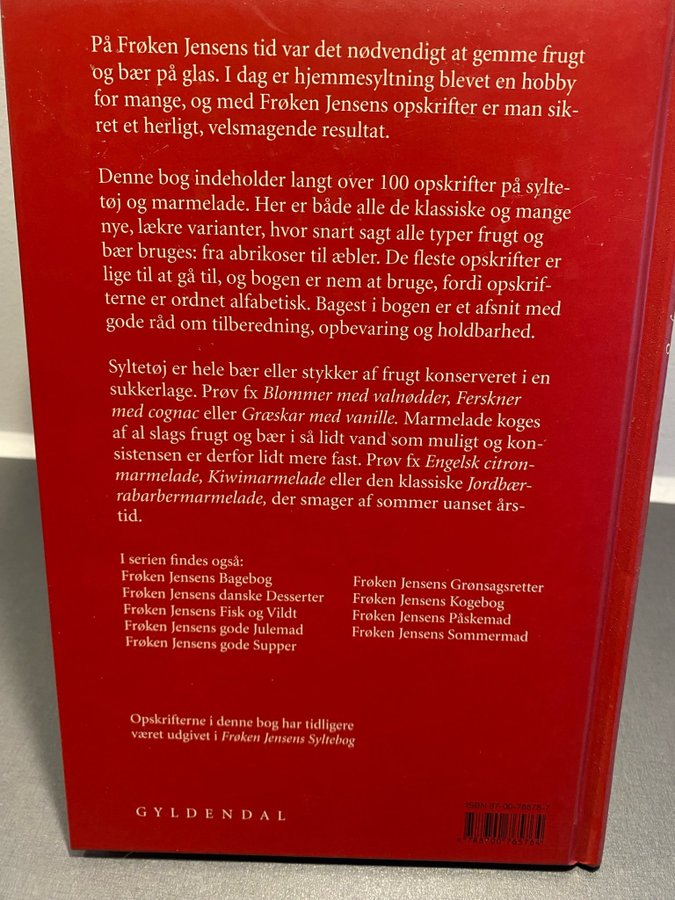 På Frøken Jensens tid var det nødvendigt at gemme frugt
og bær på glas. I dag er hjemmesyltning blevet en hobby
for mange, og med Frøken Jensens opskrifter er man sik-
ret et herligt, velsmagende resultat.
Denne bog indeholder langt over 100 opskrifter på sylte-
tøj og marmelade. Her er både alle de klassiske og mange
nye, lækre varianter, hvor snart sagt alle typer frugt og
bær bruges: fra abrikoser til æbler. De fleste opskrifter er
lige til at gå til, og bogen er nem at bruge, fordi opskrif-
terne er ordnet alfabetisk. Bagest i bogen er et afsnit med
gode råd om tilberedning, opbevaring og holdbarhed.
Syltetøj er hele bær eller stykker af frugt konserveret i en
sukkerlage. Prøv fx Blommer med valnødder, Ferskner
med cognac eller Græskar med vanille. Marmelade koges
af al slags frugt og bær i så lidt vand som muligt og kon-
sistensen er derfor lidt mere fast. Prøv fx Engelsk citron-
marmelade, Kiwimarmelade eller den klassiske Jordbær-
rabarbermarmelade, der smager af sommer uanset års-
tid.
I serien findes også:
Frøken Jensens Bagebog
Frøken Jensens danske Desserter
Frøken Jensens Fisk og Vildt
Frøken Jensens gode Julemad
Frøken Jensens gode Supper
Frøken Jensens Grønsagsretter
Frøken Jensens Kogebog
Frøken Jensens Påskemad
Frøken Jensens Sommermad
Opskrifterne i denne bog har tidligere
været udgivet i Frøken Jensens Syltebog
GYLDENDAL
ISBN